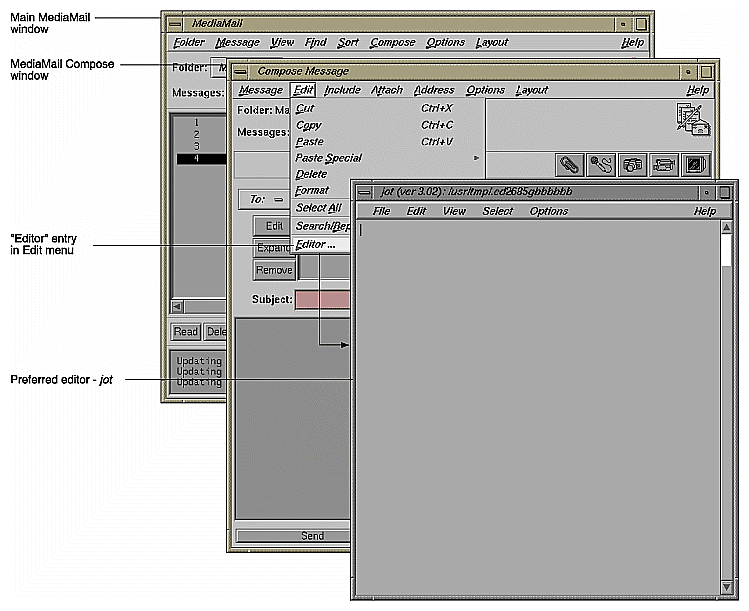 Main MediaMail
window
MediaMail Compose
window
"Editor" entry
in Edit menu
Preferred editor - jot
MediaMail
Folder Message View Find Sort Compose Options Layout Help
Folder: M
Messages:
1
2
3
4
Read Dele
Updating
Updating
Updating
Compose Message
Message Edit Include Attach Address Options Layout Help
Folder: Ma
Messages:
Cut Ctrl+X
Copy Ctrl+C
Paste Ctrl+V
Paste Special
Delete
Format
Select All
Search/Rep
Editor ...
To:
Edit
Expand
Remove
Subject:
Send
jot (ver 3.02): /usr/tmp/.ed2685gbbbbbb
File Edit View Select Options Help